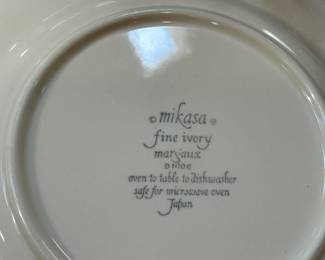 © mikasa ®
fine ivory
margaux
oven to table to dishwasher
safe for microwave oven
Japan